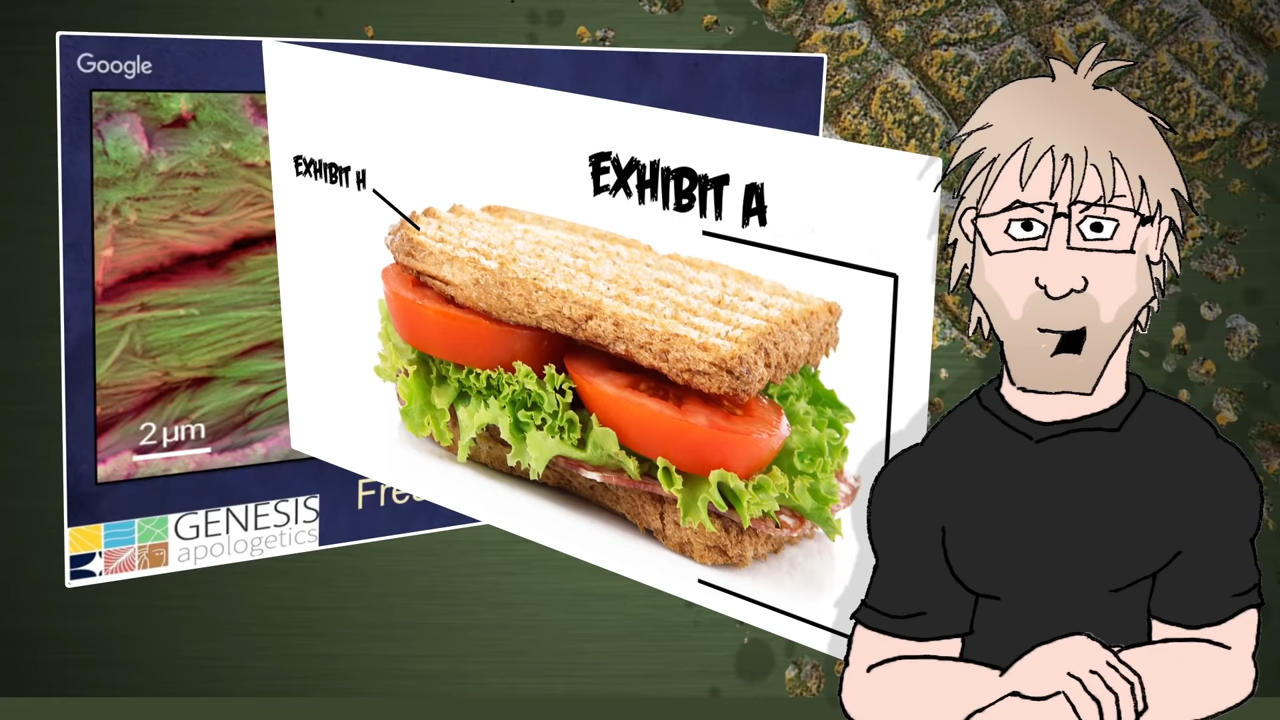 Google
EXHIBIT H
EXHIBIT A
2 µm
GENESIS
apologetics